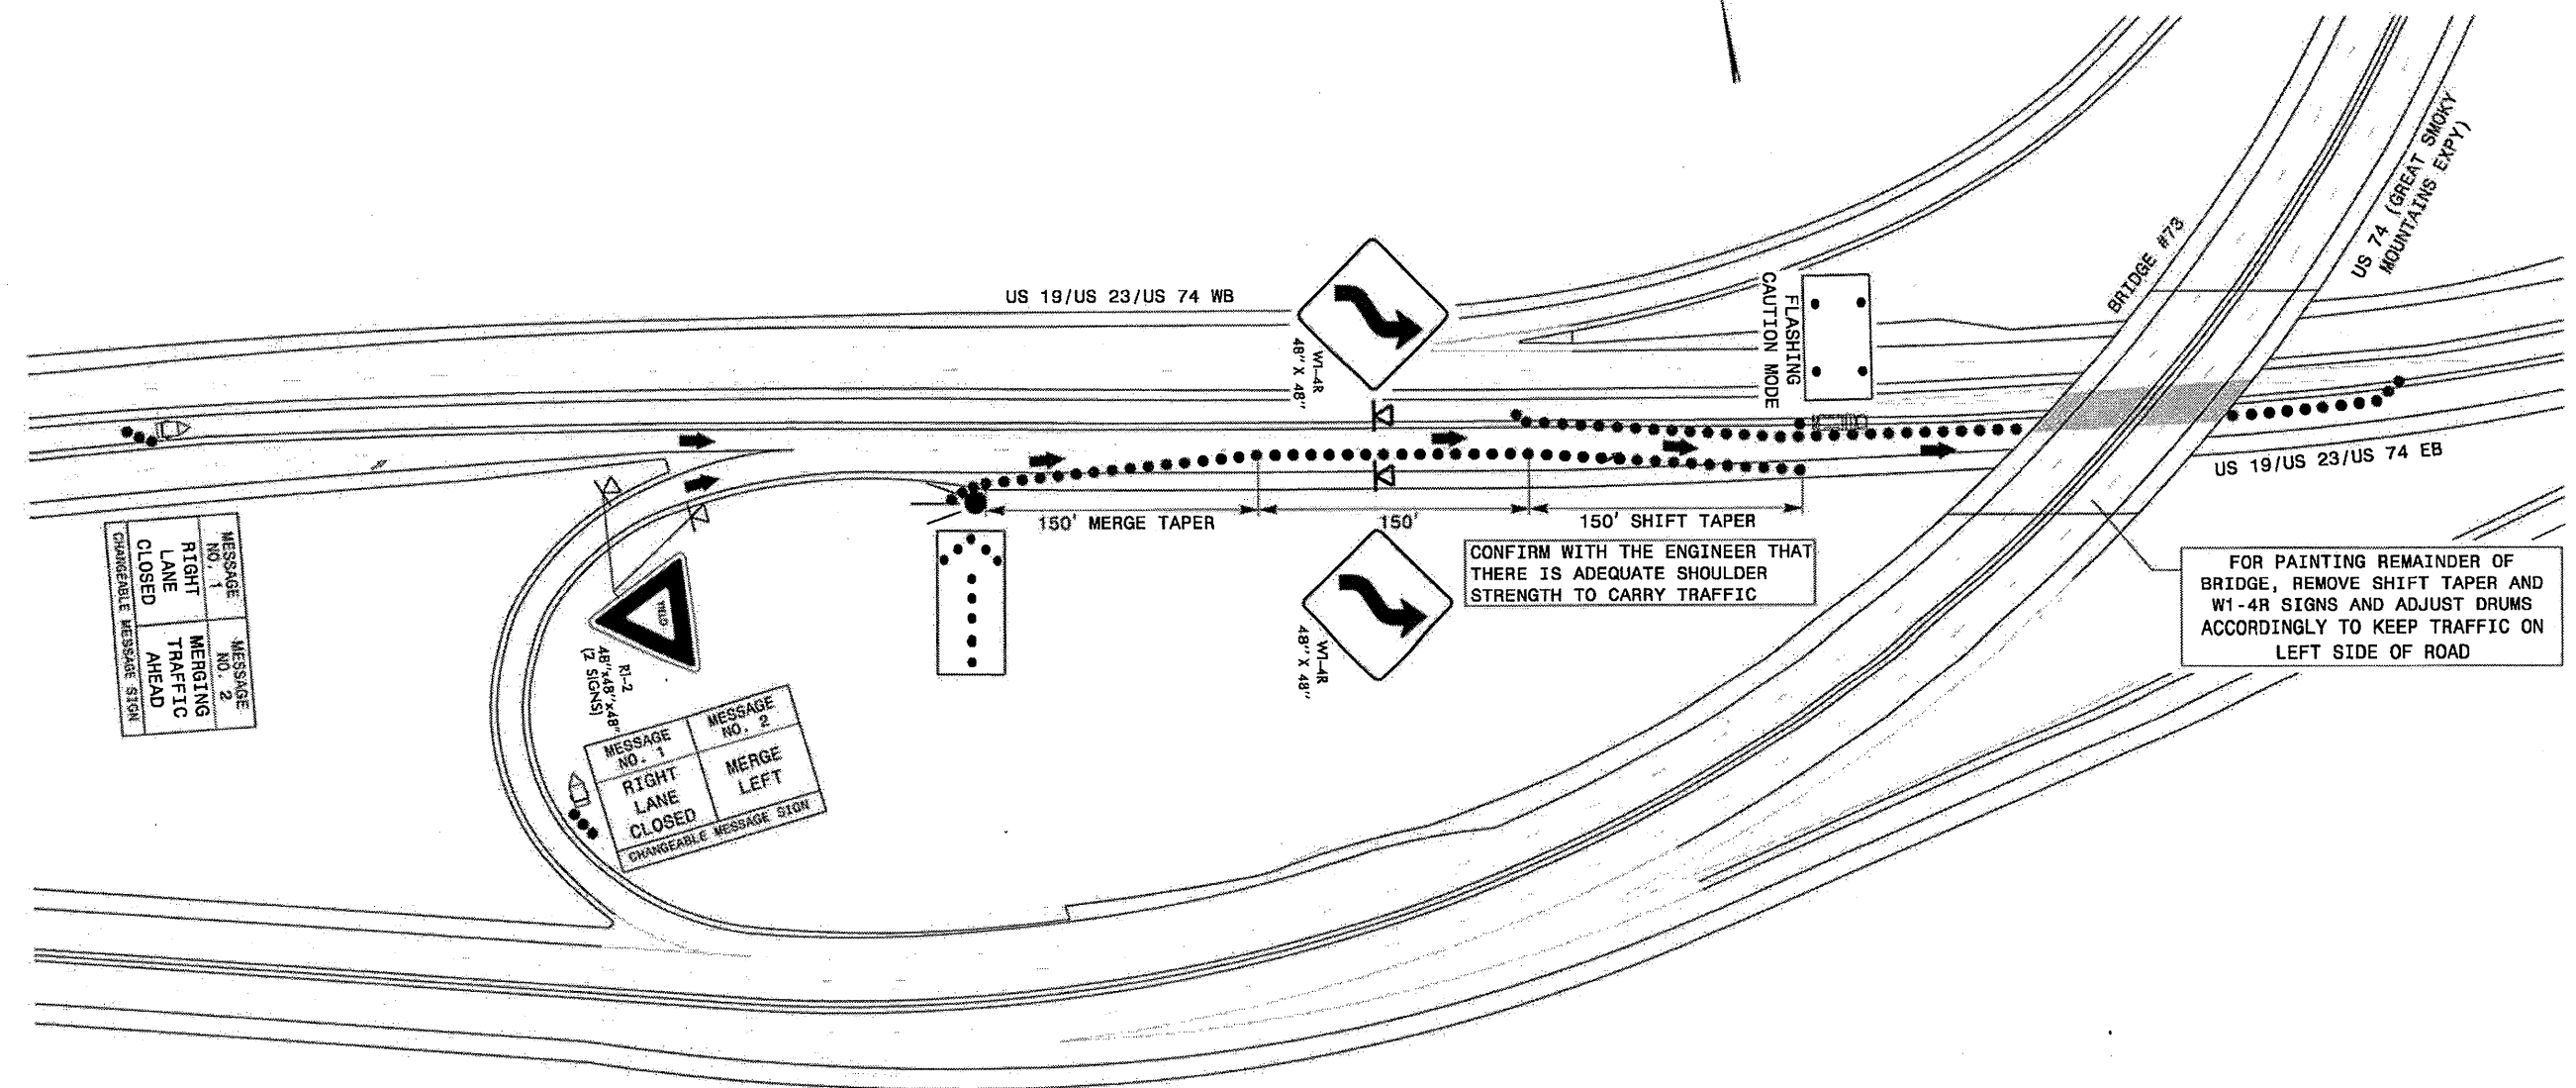 US 19/US 23/US 74 WB
W1-4R
48" X 48"
FLASHING
CAUTION MODE
BRIDGE #73
US 74 (GREAT SMOKY
MOUNTAINS EXPY)
US 19/US 23/US 74 EB
150' MERGE TAPER
150'
150' SHIFT TAPER
CONFIRM WITH THE ENGINEER THAT
THERE IS ADEQUATE SHOULDER
STRENGTH TO CARRY TRAFFIC
W1-4R
48" X 48"
FOR PAINTING REMAINDER OF
BRIDGE, REMOVE SHIFT TAPER AND
W1-4R SIGNS AND ADJUST DRUMS
ACCORDINGLY TO KEEP TRAFFIC ON
LEFT SIDE OF ROAD
MESSAGE
NO. 1
RIGHT
LANE
CLOSED
MESSAGE
NO. 2
MERGING
TRAFFIC
AHEAD
CHANGEABLE MESSAGE SIGN
YIELD
R1-2
48"x48"x48"
(2 SIGNS)
MESSAGE
NO. 1
RIGHT
LANE
CLOSED
MESSAGE
NO. 2
MERGE
LEFT
CHANGEABLE MESSAGE SIGN